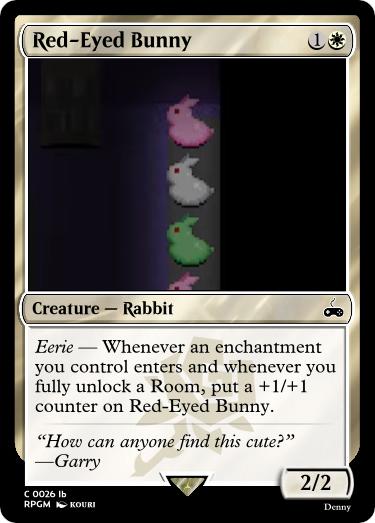 Red-Eyed Bunny 1
Creature — Rabbit
Eerie — Whenever an enchantment
you control enters and whenever you
fully unlock a Room, put a +1/+1
counter on Red-Eyed Bunny.
“How can anyone find this cute?”
—Garry
2/2
C 0026 Ib
RPGM KOURI
Denny